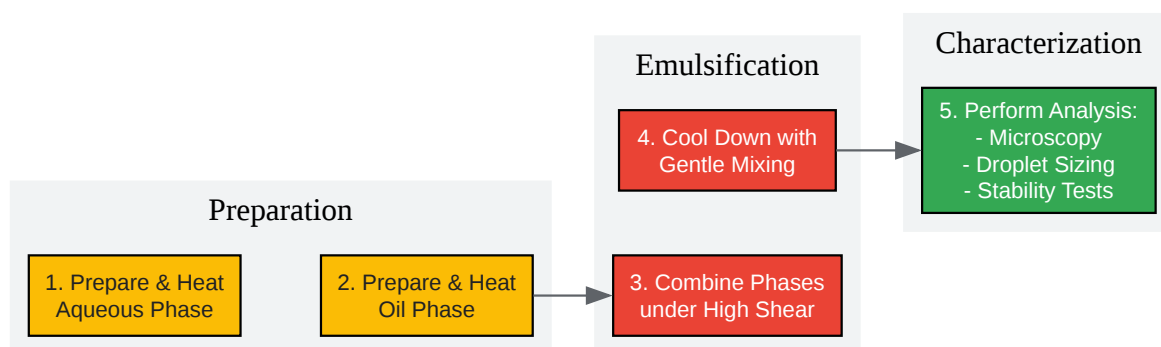 Preparation
1. Prepare & Heat
Aqueous Phase
2. Prepare & Heat
Oil Phase
Emulsification
3. Combine Phases
under High Shear
4. Cool Down with
Gentle Mixing
Characterization
5. Perform Analysis:
- Microscopy
- Droplet Sizing
- Stability Tests